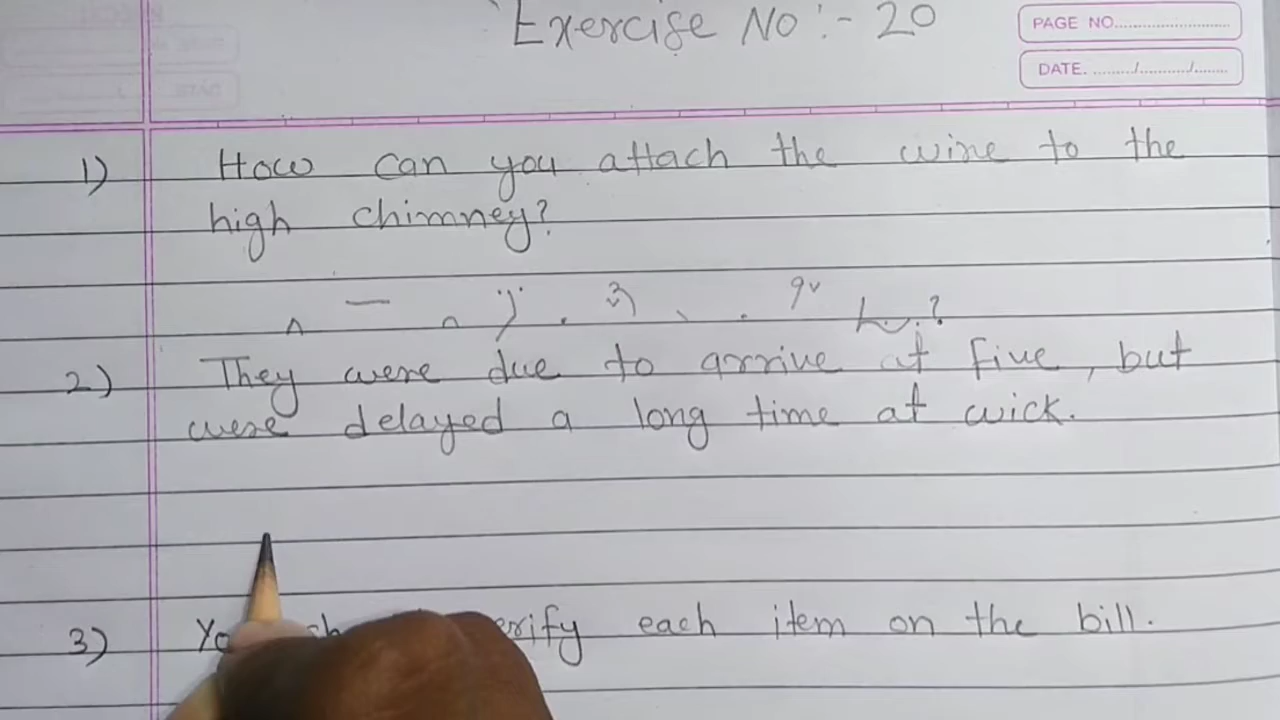 Exercise No :- 20
PAGE NO.
DATE. ....../....../......
1) How can you attach the wire to the
high chimney?
2) They were due to arrive at five, but
were delayed a long time at wick.
3) each item on the bill.